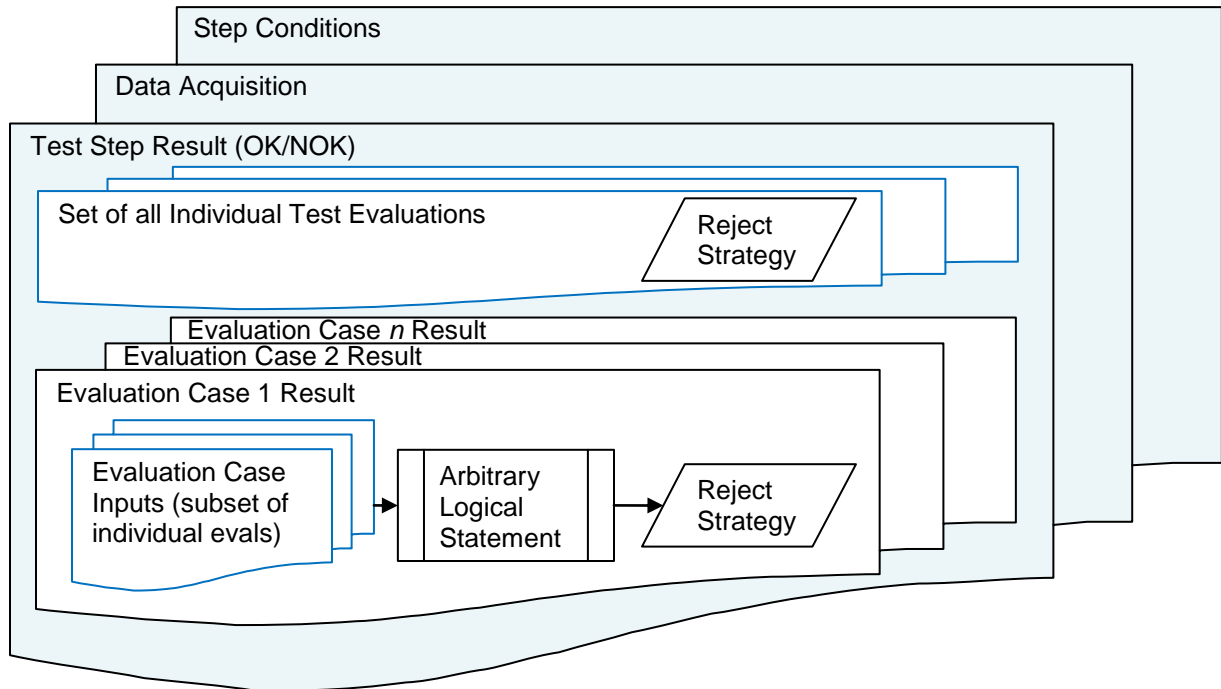 Step Conditions
Data Acquisition
Test Step Result (OK/NOK)
Set of all Individual Test Evaluations
Reject
Strategy
Evaluation Case n Result
Evaluation Case 2 Result
Evaluation Case 1 Result
Evaluation Case
Inputs (subset of
individual evals)
Arbitrary
Logical
Statement
Reject
Strategy